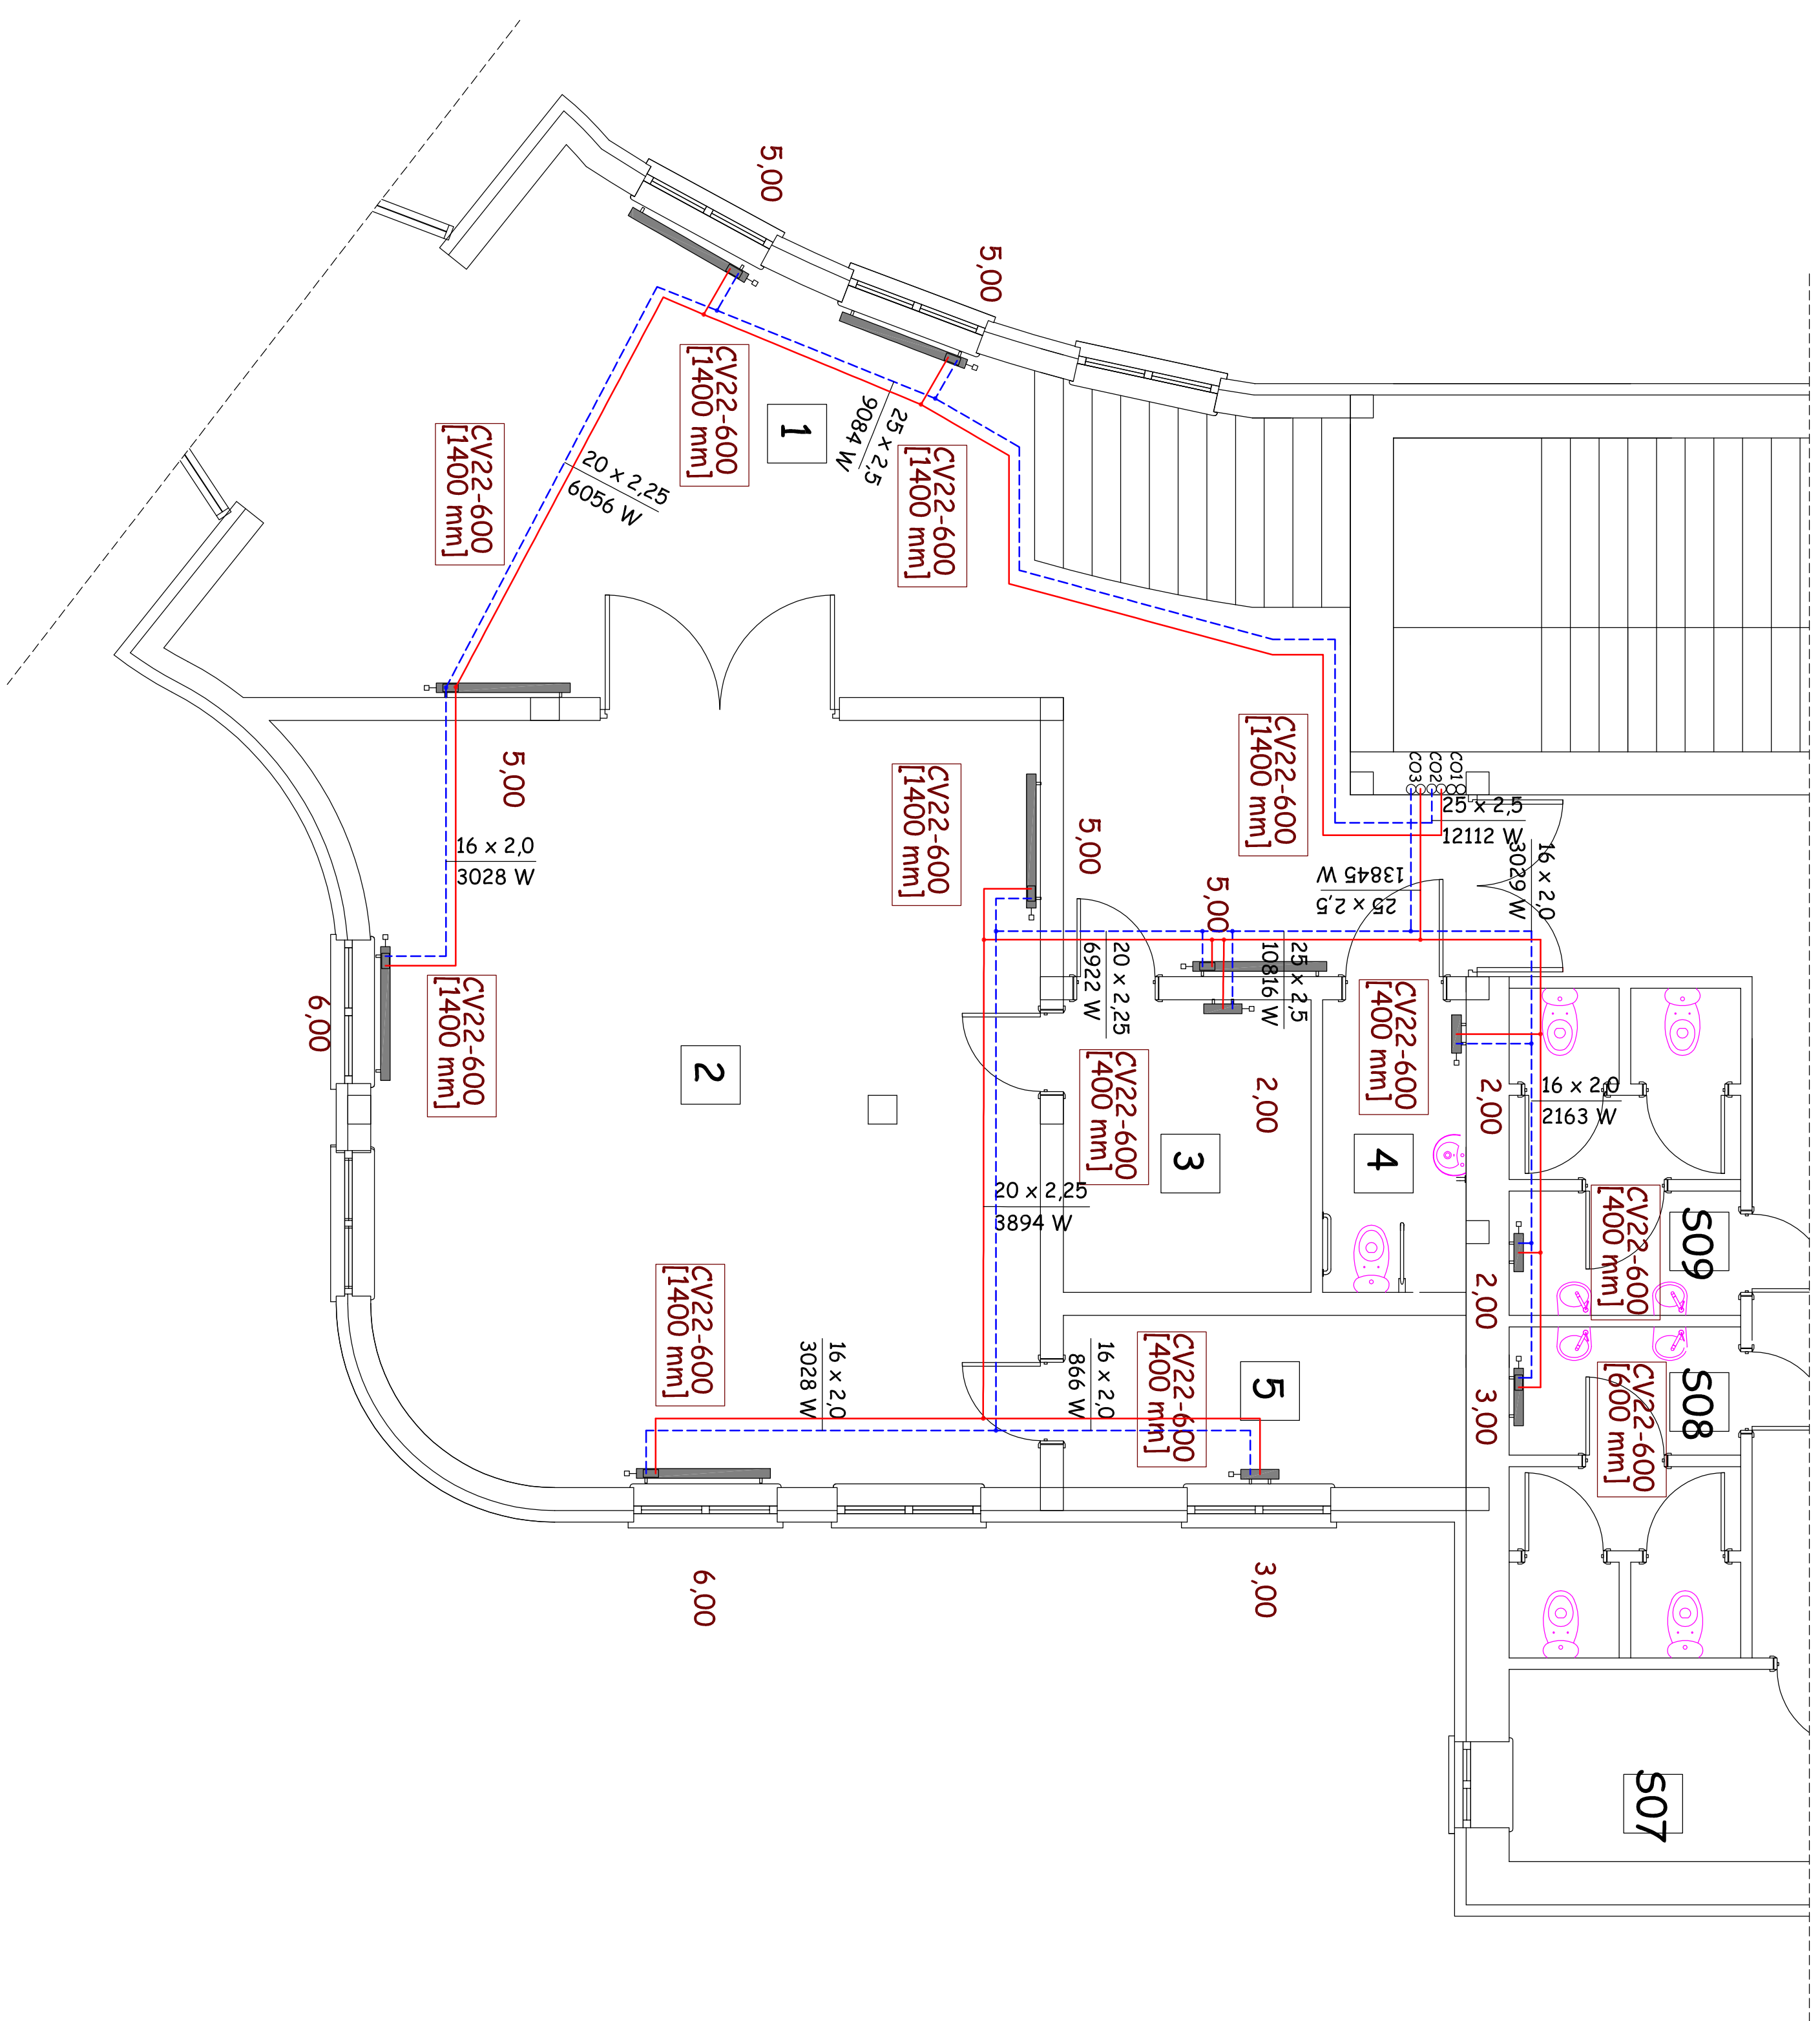 5,00
5,00
CV22-600
[1400 mm]
1
25 x 2,5
9084 W
CV22-600
[1400 mm]
CV22-600
[1400 mm]
20 x 2,25
6056 W
5,00
16 x 2,0
3028 W
CV22-600
[1400 mm]
5,00
CV22-600
[1400 mm]
CO1
CO2
CO3
25 x 2,5
12112 W
16 x 2,0
3029 W
25 x 2,5
13845 W
5,00
20 x 2,25
6922 W
25 x 2,5
10816 W
CV22-600
[1400 mm]
6,00
2
CV22-600
[400 mm]
2,00
CV22-600
[400 mm]
2,00
16 x 2,0
2163 W
3
4
20 x 2,25
3894 W
CV22-600
[400 mm]
S09
2,00
CV22-600
[1400 mm]
16 x 2,0
3028 W
16 x 2,0
866 W
CV22-600
[400 mm]
5
3,00
CV22-600
[600 mm]
S08
6,00
3,00
S07